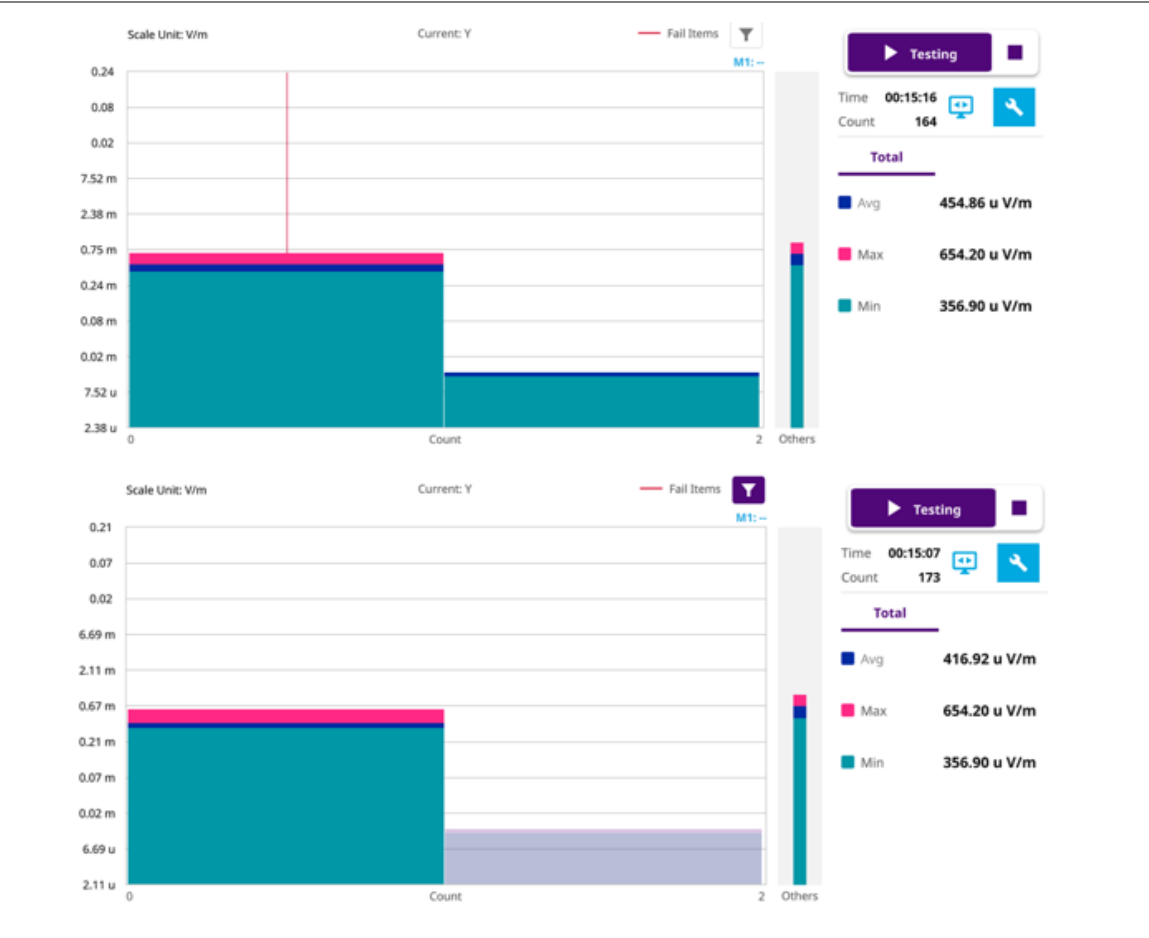 Scale Unit: V/m Current: Y Fail Items
M1: --
0.24
0.08
0.02
7.52 m
2.38 m
0.75 m
0.24 m
0.08 m
0.02 m
7.52 u
2.38 u
0 Count 2 Others
Testing
Time 00:15:16
Count 164
Total
Avg 454.86 u V/m
Max 654.20 u V/m
Min 356.90 u V/m
Scale Unit: V/m Current: Y Fail Items
M1: --
0.21
0.07
0.02
6.69 m
2.11 m
0.67 m
0.21 m
0.07 m
0.02 m
6.69 u
2.11 u
0 Count 2 Others
Testing
Time 00:15:07
Count 173
Total
Avg 416.92 u V/m
Max 654.20 u V/m
Min 356.90 u V/m